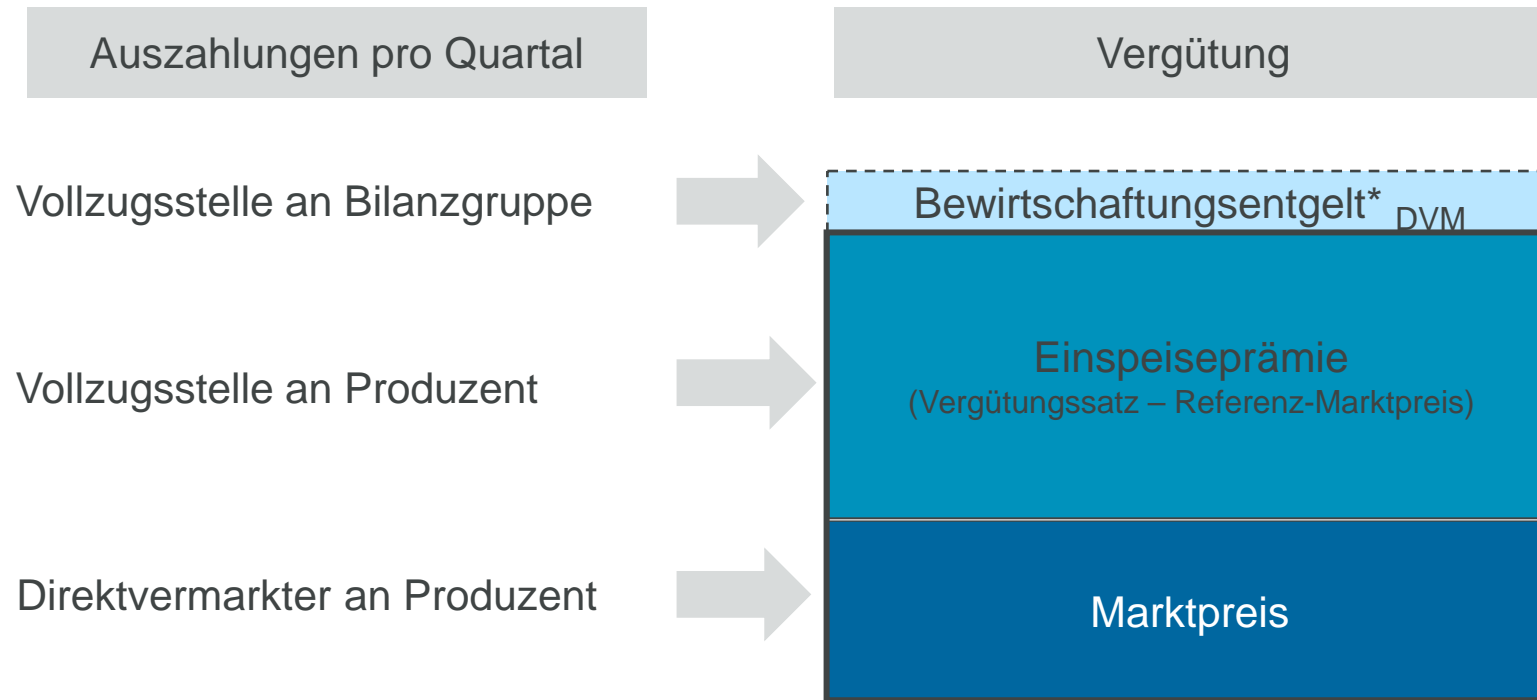 Auszahlungen pro Quartal
Vergütung
Vollzugsstelle an Bilanzgruppe
Bewirtschaftungsentgelt* DVM
Vollzugsstelle an Produzent
Einspeiseprämie
(Vergütungssatz – Referenz-Marktpreis)
Direktvermarkter an Produzent
Marktpreis